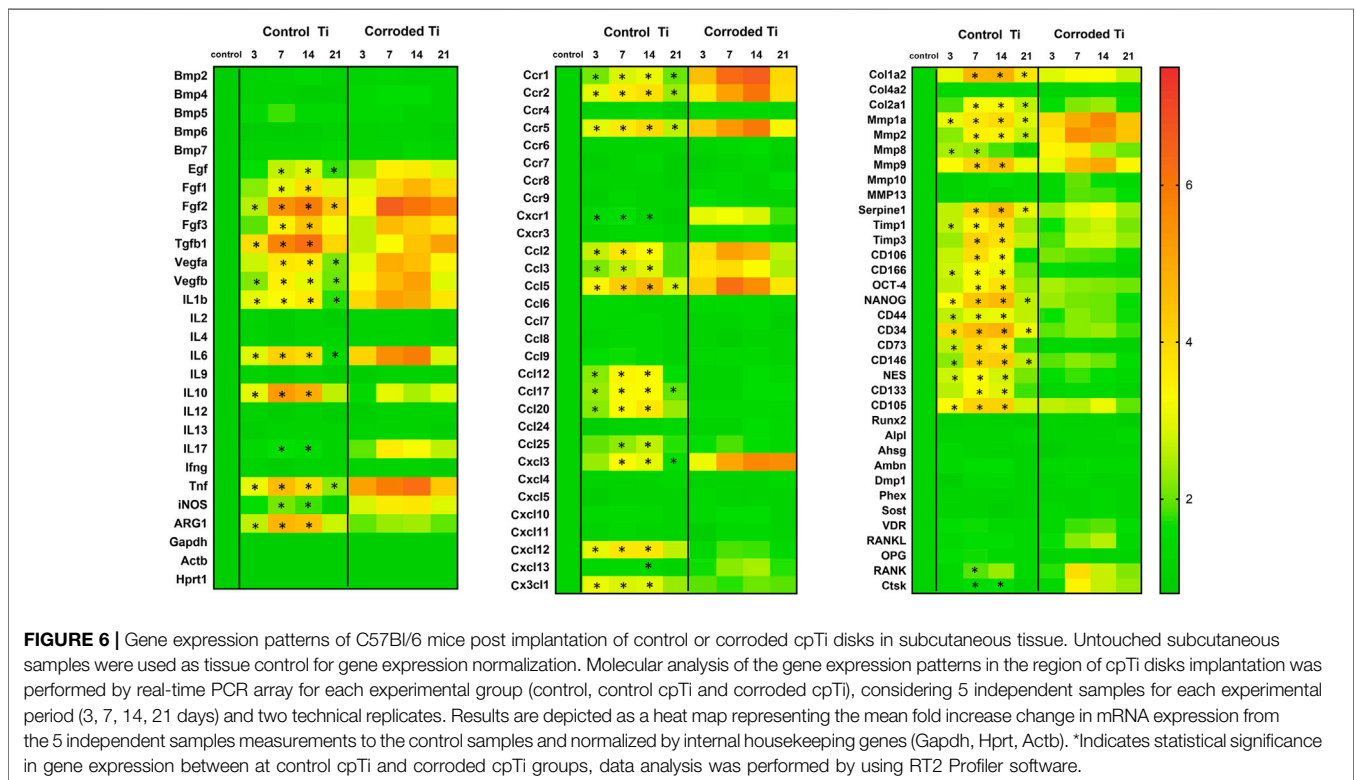 Control Ti Corroded Ti
control 3 7 14 21 3 7 14 21
Bmp2
Bmp4
Bmp5
Bmp6
Bmp7
Egf * * *
Fgf1 * *
Fgf2 * * * *
Fgf3 * *
Tgfb1 * * *
Vegfa * * *
Vegfb * * * *
IL1b * * * *
IL2
IL4
IL6 * * * *
IL9
IL10 * * *
IL12
IL13
IL17 * *
Ifng
Tnf * * * *
iNOS * *
ARG1 * * *
Gapdh
Actb
Hprt1
Control Ti Corroded Ti
control 3 7 14 21 3 7 14 21
Ccr1 * * * *
Ccr2 * * * *
Ccr4
Ccr5 * * * *
Ccr6
Ccr7
Ccr8
Ccr9
Cxcr1 * * *
Cxcr3
Ccl2 * * *
Ccl3 * * *
Ccl5 * * * *
Ccl6
Ccl7
Ccl8
Ccl9
Ccl12 * * *
Ccl17 * * * *
Ccl20 * * *
Ccl24
Ccl25 * *
Cxcl3 * * *
Cxcl4
Cxcl5
Cxcl10
Cxcl11
Cxcl12 * * *
Cxcl13 *
Cx3cl1 * * *
Control Ti Corroded Ti
control 3 7 14 21 3 7 14 21
Col1a2 * * *
Col4a2
Col2a1 * * *
Mmp1a * * * *
Mmp2 * * *
Mmp8 * *
Mmp9 * *
Mmp10
MMP13
Serpine1 * * *
Timp1 * * *
Timp3 * *
CD106 * *
CD166 * * *
OCT-4 * *
NANOG * * * *
CD44 * * *
CD34 * * * *
CD73 * * *
CD146 * * * *
NES * * *
CD133 * *
CD105 * * *
Runx2
Alpl
Ahsg
Ambn
Dmp1
Phex
Sost
VDR
RANKL
OPG
RANK *
Ctsk * *
6
4
2
FIGURE 6 | Gene expression patterns of C57Bl/6 mice post implantation of control or corroded cpTi disks in subcutaneous tissue. Untouched subcutaneous
samples were used as tissue control for gene expression normalization. Molecular analysis of the gene expression patterns in the region of cpTi disks implantation was
performed by real-time PCR array for each experimental group (control, control cpTi and corroded cpTi), considering 5 independent samples for each experimental
period (3, 7, 14, 21 days) and two technical replicates. Results are depicted as a heat map representing the mean fold increase change in mRNA expression from
the 5 independent samples measurements to the control samples and normalized by internal housekeeping genes (Gapdh, Hprt, Actb). *Indicates statistical significance
in gene expression between at control cpTi and corroded cpTi groups, data analysis was performed by using RT2 Profiler software.